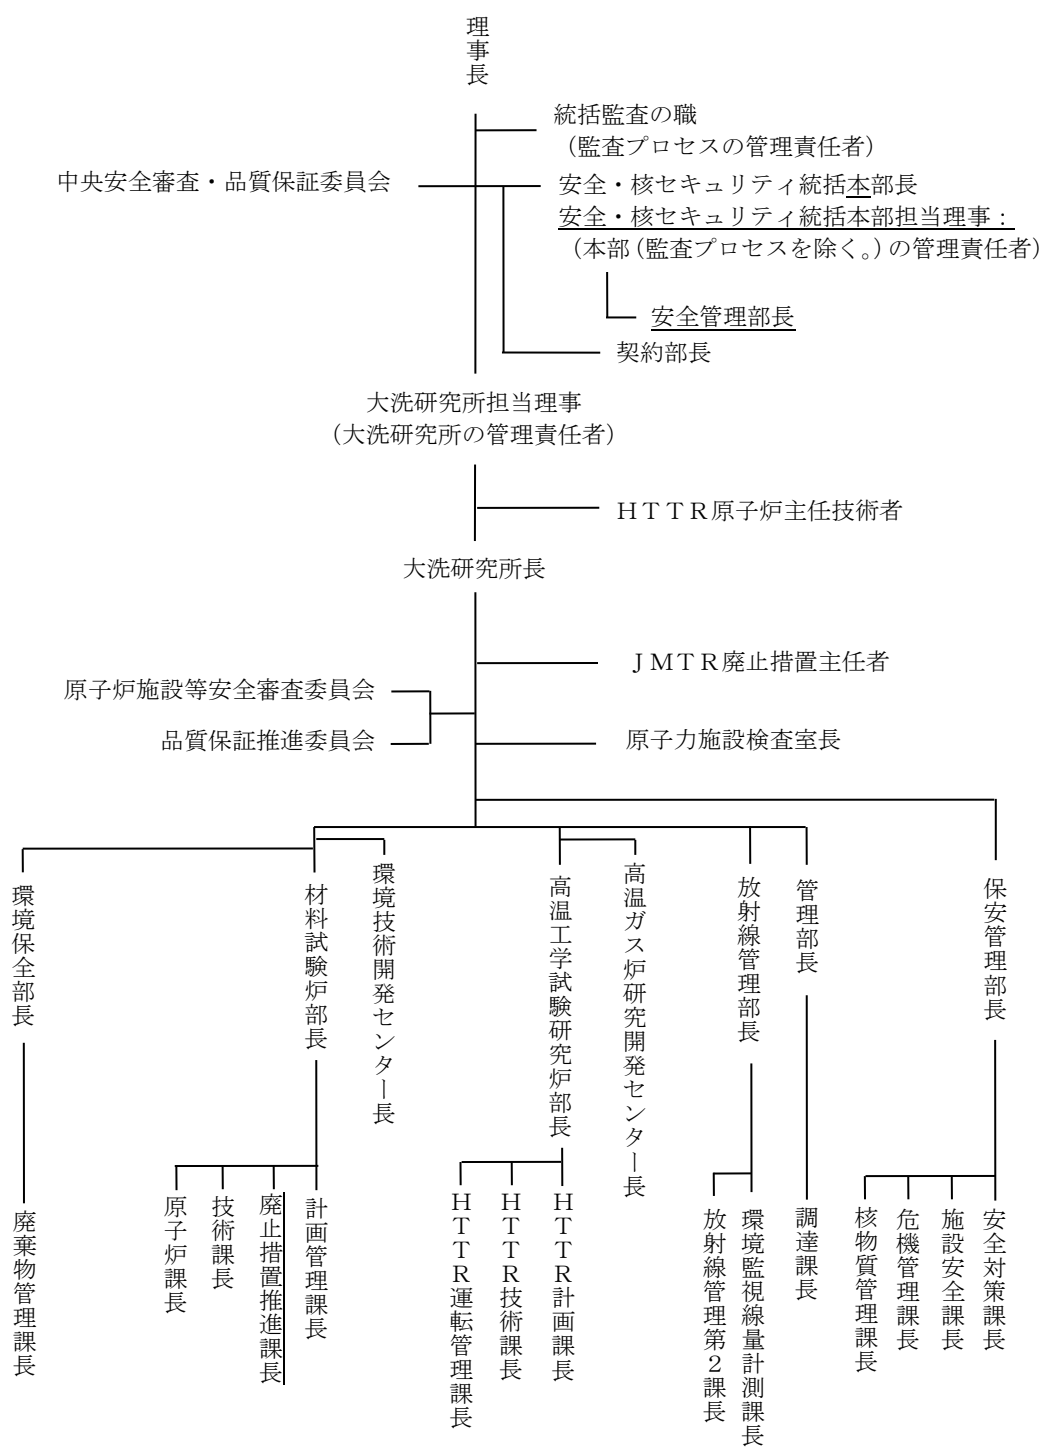 理事長
統括監査の職
（監査プロセスの管理責任者）
中央安全審査・品質保証委員会
安全・核セキュリティ統括本部長
安全・核セキュリティ統括本部担当理事：
（本部（監査プロセスを除く。）の管理責任者）
安全管理部長
契約部長
大洗研究所担当理事
（大洗研究所の管理責任者）
ＨＴＴＲ原子炉主任技術者
大洗研究所長
ＪＭＴＲ廃止措置主任者
原子炉施設等安全審査委員会
品質保証推進委員会
原子力施設検査室長
環境保全部長
材料試験炉部長
環境技術開発センター長
高温工学試験研究炉部長
高温ガス炉研究開発センター長
放射線管理部長
管理部長
保安管理部長
廃棄物管理課長
原子炉課長
技術課長
廃止措置推進課長
計画管理課長
ＨＴＴＲ運転管理課長
ＨＴＴＲ技術課長
ＨＴＴＲ計画課長
放射線管理第２課長
環境監視線量計測課長
調達課長
核物質管理課長
危機管理課長
施設安全課長
安全対策課長